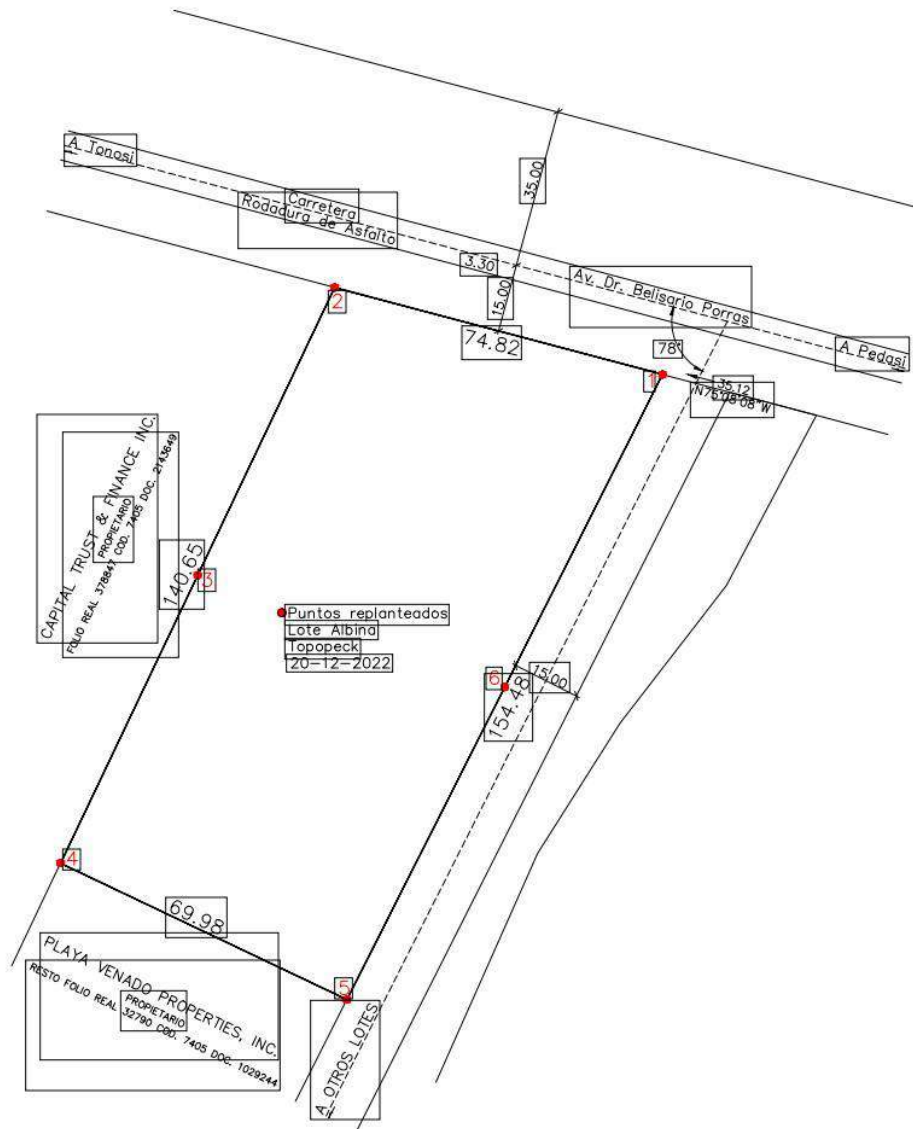 A Tonosi
35.00
Carretera
Rodadura de Asfalto
3.30
Av. Dr. Belisario Porras
15.00
2
74.82
78°
A Pedasi
1
35.12
N75°08'08"W
CAPITAL TRUST & FINANCE INC.
PROPIETARIO
FOLIO REAL 378847 COD. 7405 DOC. 2143649
140.65
3
Puntos replanteados
Lote Albina
Topopeck
20-12-2022
6
15.00
154.48
4
69.98
5
PLAYA VENADO PROPERTIES, INC.
PROPIETARIO
RESTO FOLIO REAL 32790 COD. 7405 DOC. 1029244
A OTROS LOTES